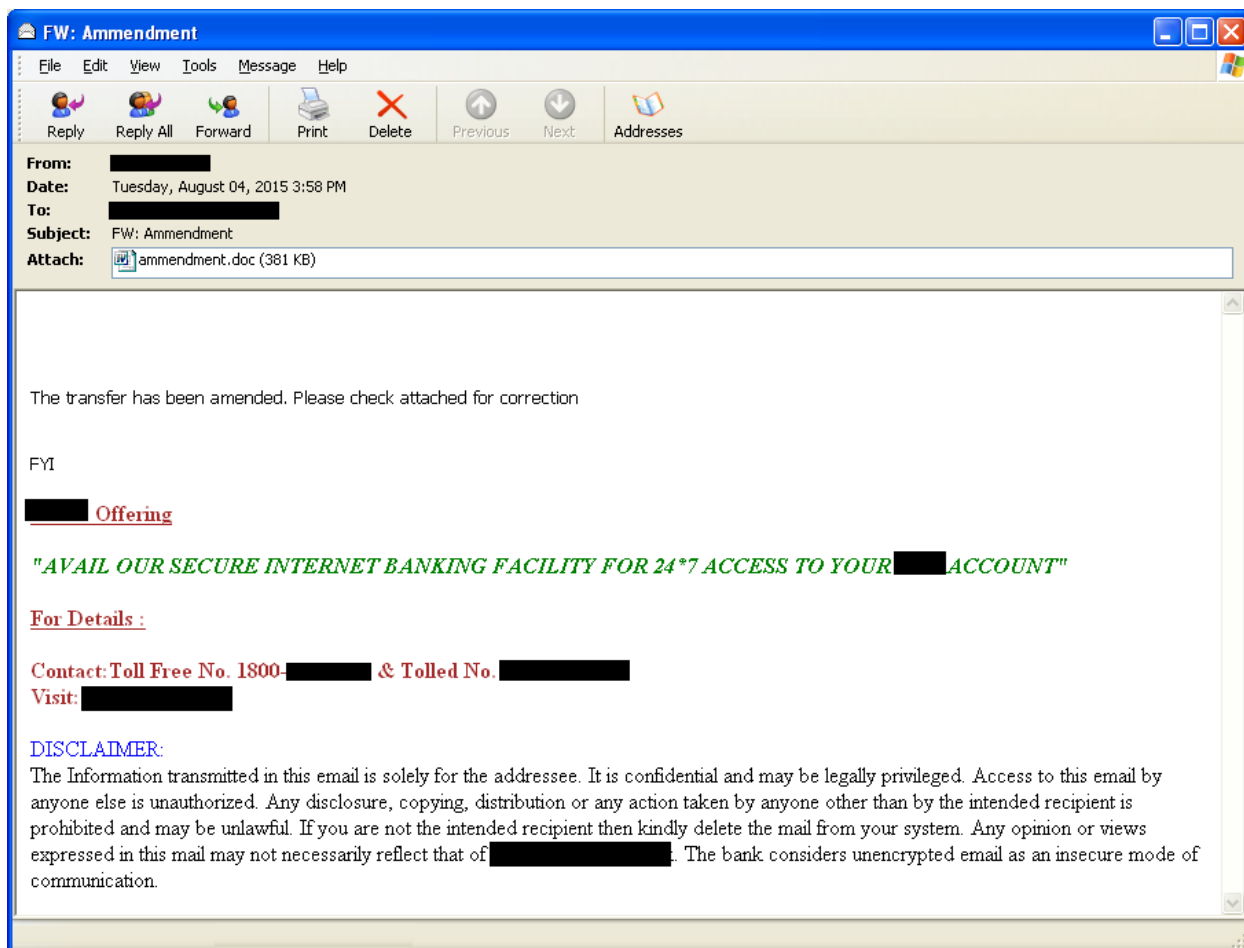 FW: Ammendment
File Edit View Tools Message Help
Reply Reply All Forward Print Delete Previous Next Addresses
From:
Date: Tuesday, August 04, 2015 3:58 PM
To:
Subject: FW: Ammendment
Attach: ammendment.doc (381 KB)
The transfer has been amended. Please check attached for correction
FYI
Offering
"AVAIL OUR SECURE INTERNET BANKING FACILITY FOR 24*7 ACCESS TO YOUR ACCOUNT"
For Details :
Contact:Toll Free No. 1800- & Tolled No.
Visit:
DISCLAIMER:
The Information transmitted in this email is solely for the addressee. It is confidential and may be legally privileged. Access to this email by
anyone else is unauthorized. Any disclosure, copying, distribution or any action taken by anyone other than by the intended recipient is
prohibited and may be unlawful. If you are not the intended recipient then kindly delete the mail from your system. Any opinion or views
expressed in this mail may not necessarily reflect that of . The bank considers unencrypted email as an insecure mode of
communication.